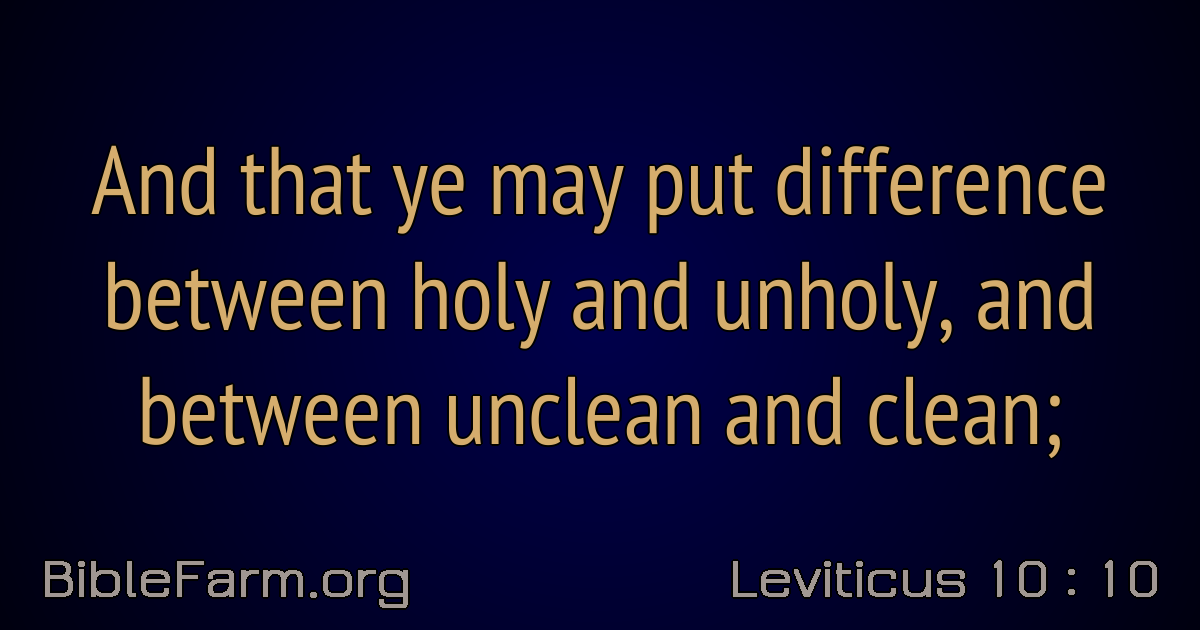 And that ye may put difference
between holy and unholy, and
between unclean and clean;
BibleFarm.org
Leviticus 10 : 10